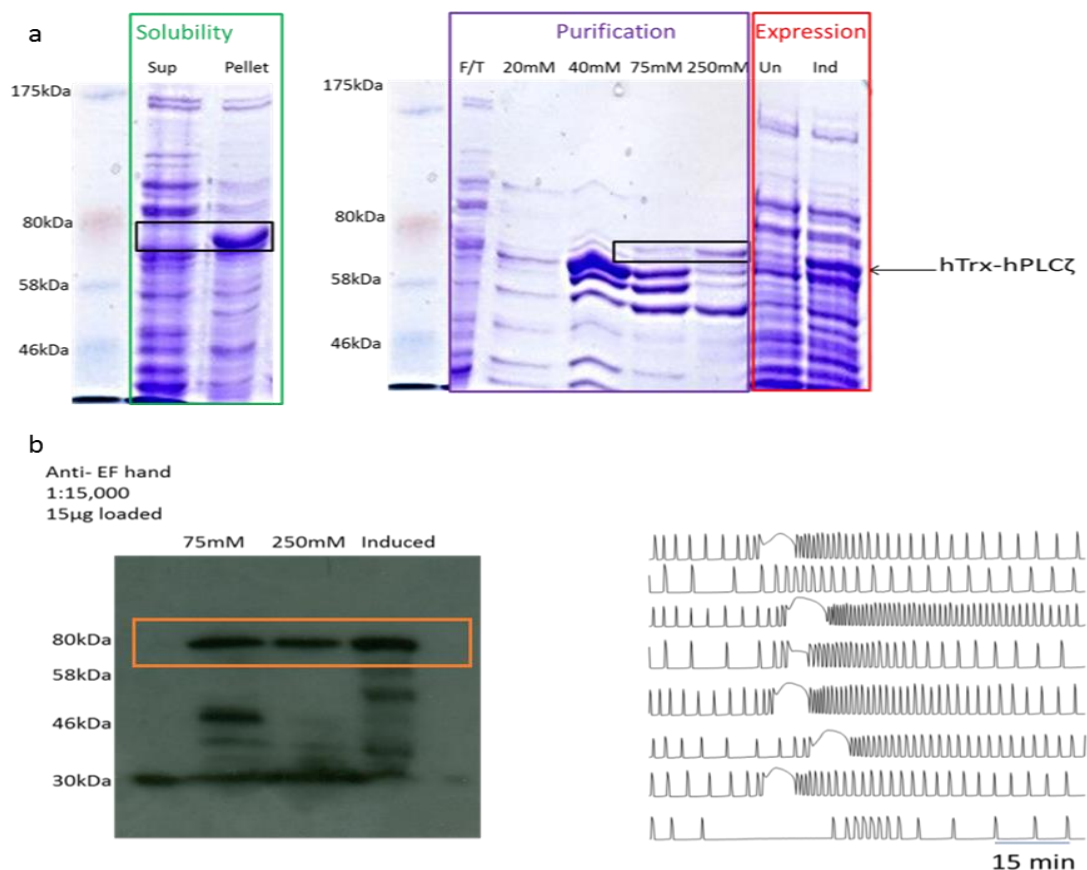 a
Solubility
Sup Pellet
175kDa
80kDa
58kDa
46kDa
Purification
F/T 20mM 40mM 75mM 250mM
Expression
Un Ind
175kDa
80kDa
58kDa
46kDa
hTrx-hPLCζ
b
Anti- EF hand
1:15,000
15µg loaded
75mM 250mM Induced
80kDa
58kDa
46kDa
30kDa
15 min